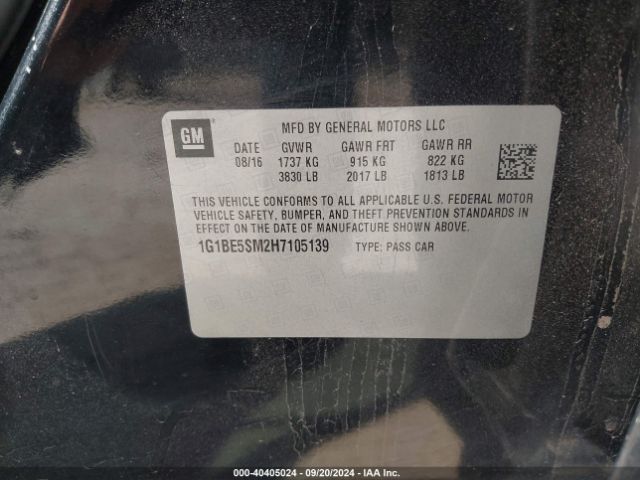 GM
MFD BY GENERAL MOTORS LLC
DATE GVWR GAWR FRT GAWR RR
08/16 1737 KG 915 KG 822 KG
3830 LB 2017 LB 1813 LB
THIS VEHICLE CONFORMS TO ALL APPLICABLE U.S. FEDERAL MOTOR
VEHICLE SAFETY, BUMPER, AND THEFT PREVENTION STANDARDS IN
EFFECT ON THE DATE OF MANUFACTURE SHOWN ABOVE.
1G1BE5SM2H7105139 TYPE: PASS CAR
000-40405024 - 09/20/2024 - IAA Inc.